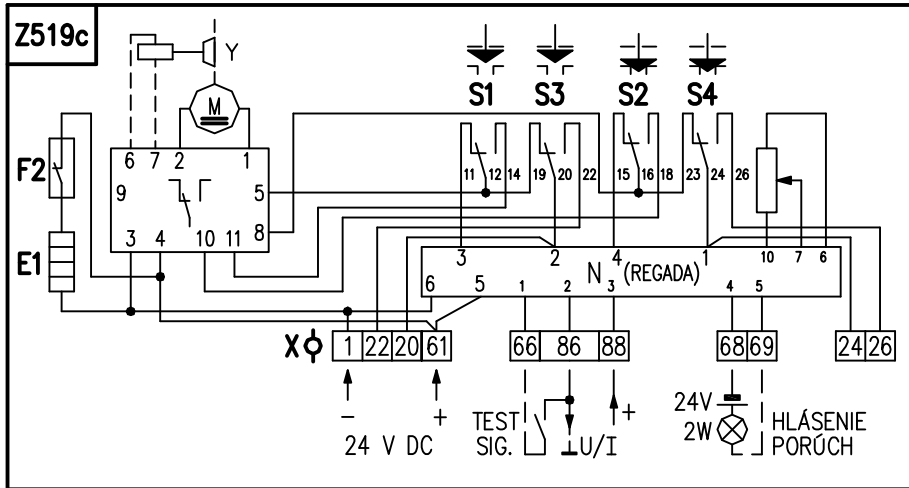 Z519c
Y
M
S1 S3 S2 S4
F2
6 7 2 1
9 5
3 4 10 11 8
11 12 14 19 20 22 15 16 18 23 24 26
E1
3 2 4 1 10 7 6
N (REGADA)
6 5 1 2 3 4 5
X 1 22 20 61 66 86 88 68 69 24 26
- +
24 V DC
TEST
SIG.
+
U/I
24V
2W
HLÁSENIE
PORÚCH